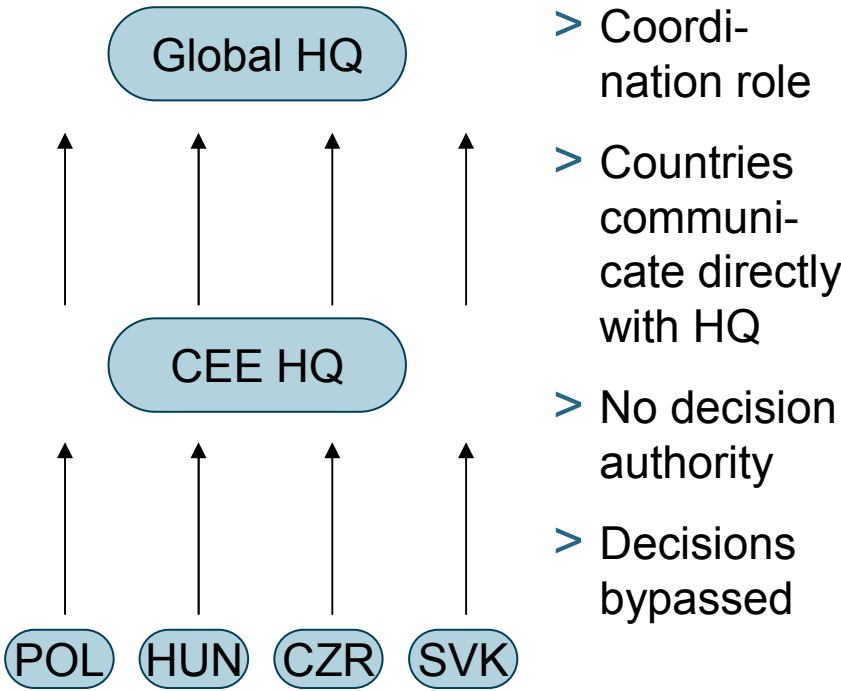 Global HQ
CEE HQ
POL HUN CZR SVK
> Coordi-
nation role
> Countries
communi-
cate directly
with HQ
> No decision
authority
> Decisions
bypassed